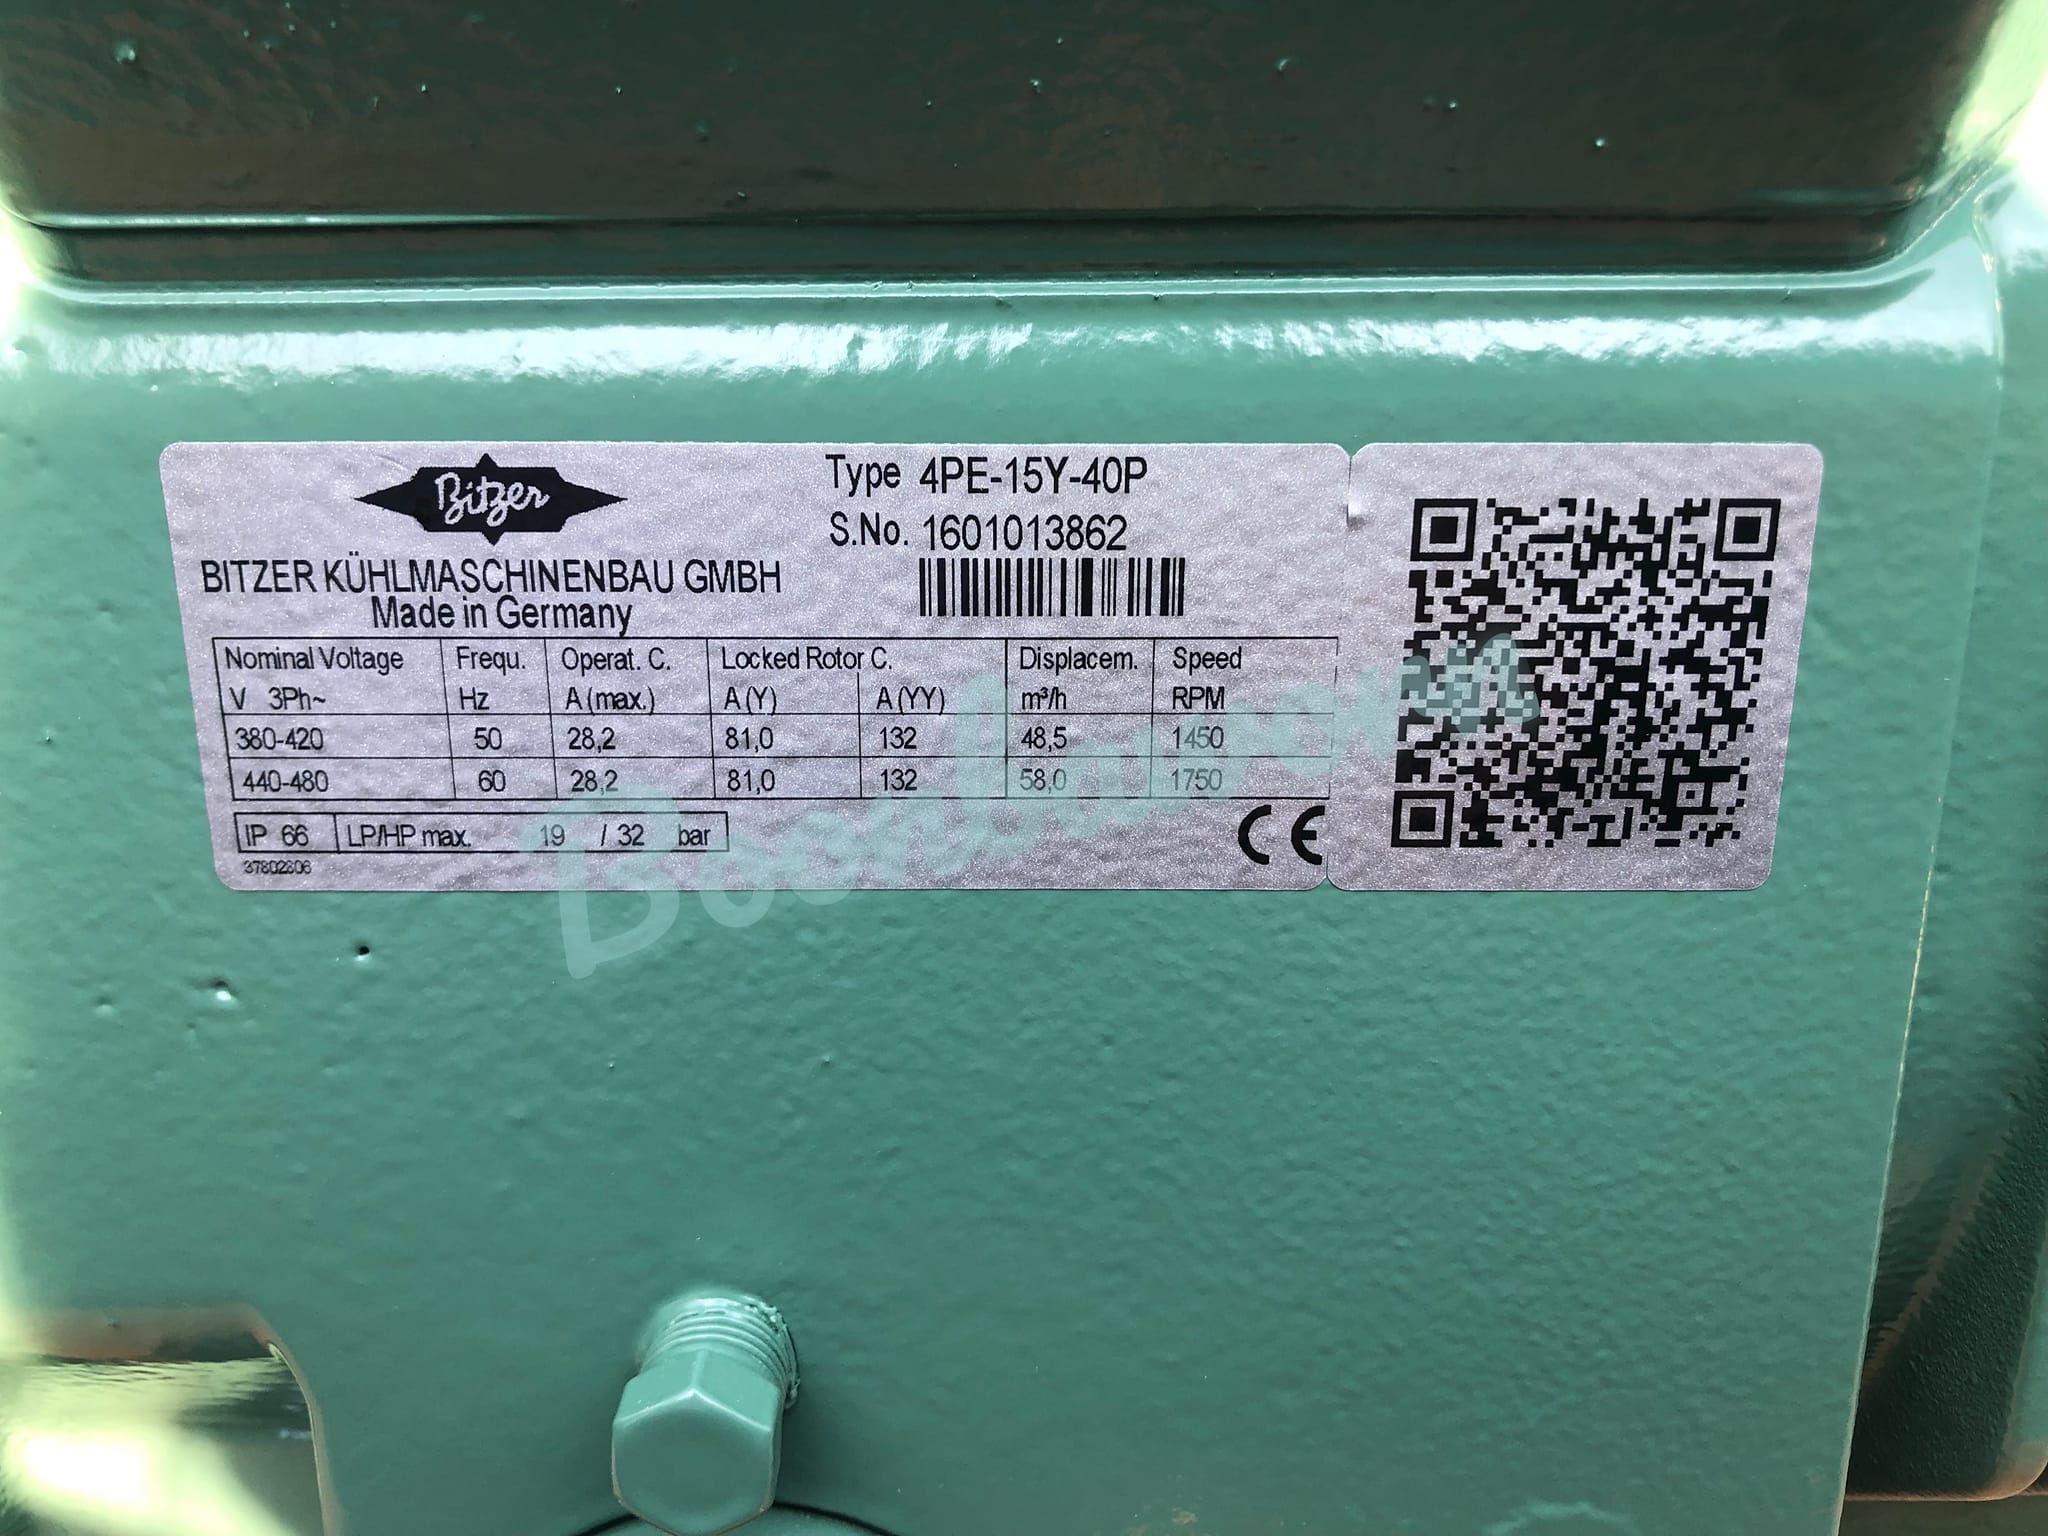 Bitzer
BITZER KÜHLMASCHINENBAU GMBH
Made in Germany
Type 4PE-15Y-40P
S.No. 1601013862
Nominal Voltage Frequ. Operat. C. Locked Rotor C. Displacem. Speed
V 3Ph~ Hz A (max.) A (Y) A (YY) m³/h RPM
380-420 50 28,2 81,0 132 48,5 1450
440-480 60 28,2 81,0 132 58,0 1750
IP 66 LP/HP max. 19 / 32 bar
37802806
CE